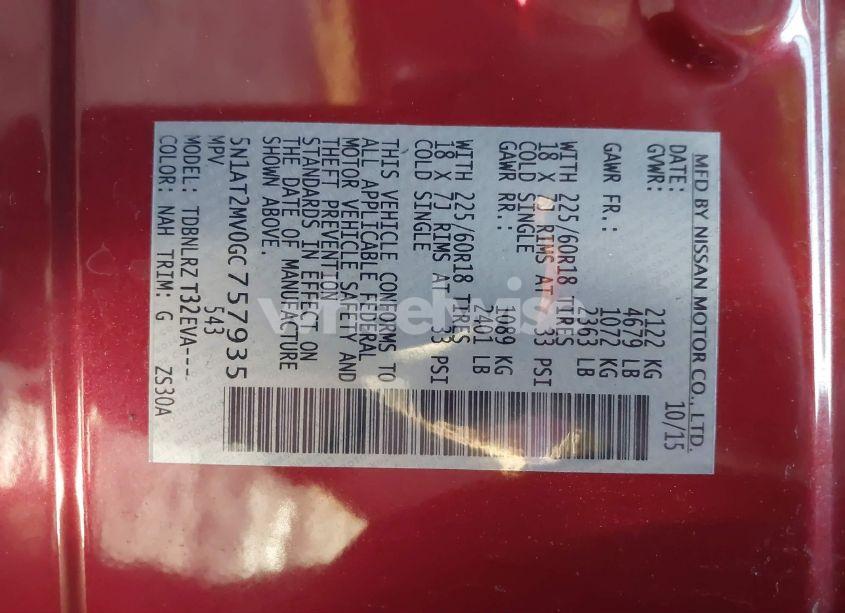 MFD BY NISSAN MOTOR CO., LTD.
DATE: 10/15
GVWR: 2122 KG
4679 LB
GAWR FR.: 1072 KG
2363 LB
WITH 225/60R18 TIRES
18 X 7J RIMS AT 33 PSI
COLD SINGLE
GAWR RR.: 1089 KG
2401 LB
WITH 225/60R18 TIRES
18 X 7J RIMS AT 33 PSI
COLD SINGLE
THIS VEHICLE CONFORMS TO
ALL APPLICABLE FEDERAL
MOTOR VEHICLE SAFETY AND
THEFT PREVENTION
STANDARDS IN EFFECT ON
THE DATE OF MANUFACTURE
SHOWN ABOVE.
5N1AT2MV0GC757935
MPV 543
MODEL: TDBNLRZ T32EVA---
COLOR: NAH TRIM: G ZS30A